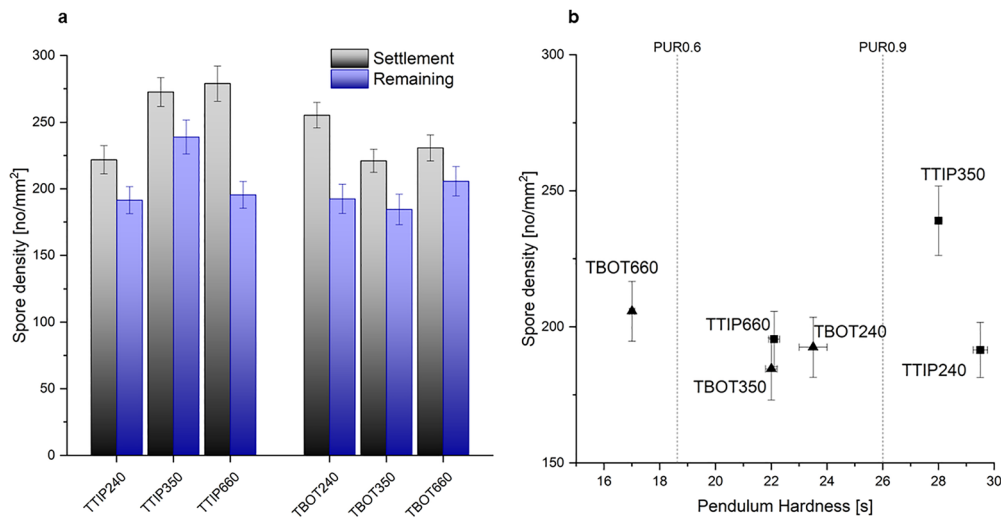 a
Settlement
Remaining
Spore density [no/mm²]
300
250
200
150
100
50
0
TTIP240
TTIP350
TTIP660
TBOT240
TBOT350
TBOT660
b
PUR0.6
PUR0.9
Spore density [no/mm²]
300
250
200
150
TTIP350
TBOT660
TTIP660
TBOT240
TBOT350
TTIP240
16 18 20 22 24 26 28 30
Pendulum Hardness [s]